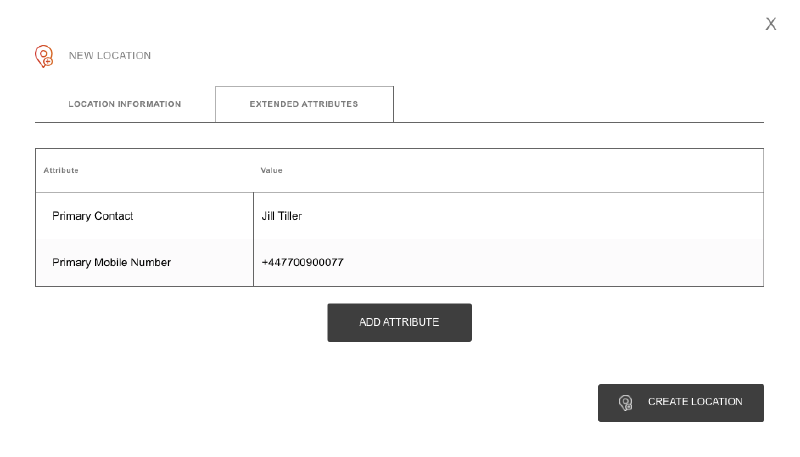 X
NEW LOCATION
LOCATION INFORMATION
EXTENDED ATTRIBUTES
Attribute Value
Primary Contact Jill Tiller
Primary Mobile Number +447700900077
ADD ATTRIBUTE
CREATE LOCATION